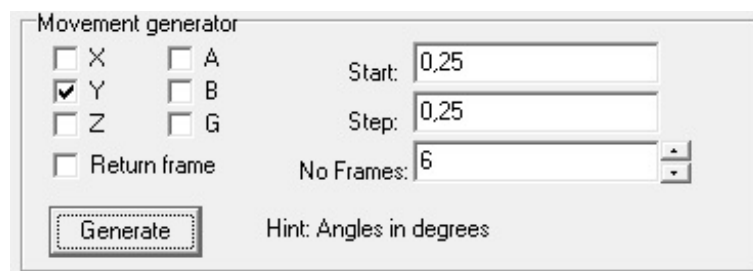 Movement generator
X A Start: 0,25
Y B
Z G Step: 0,25
Return frame No Frames: 6
Generate Hint: Angles in degrees